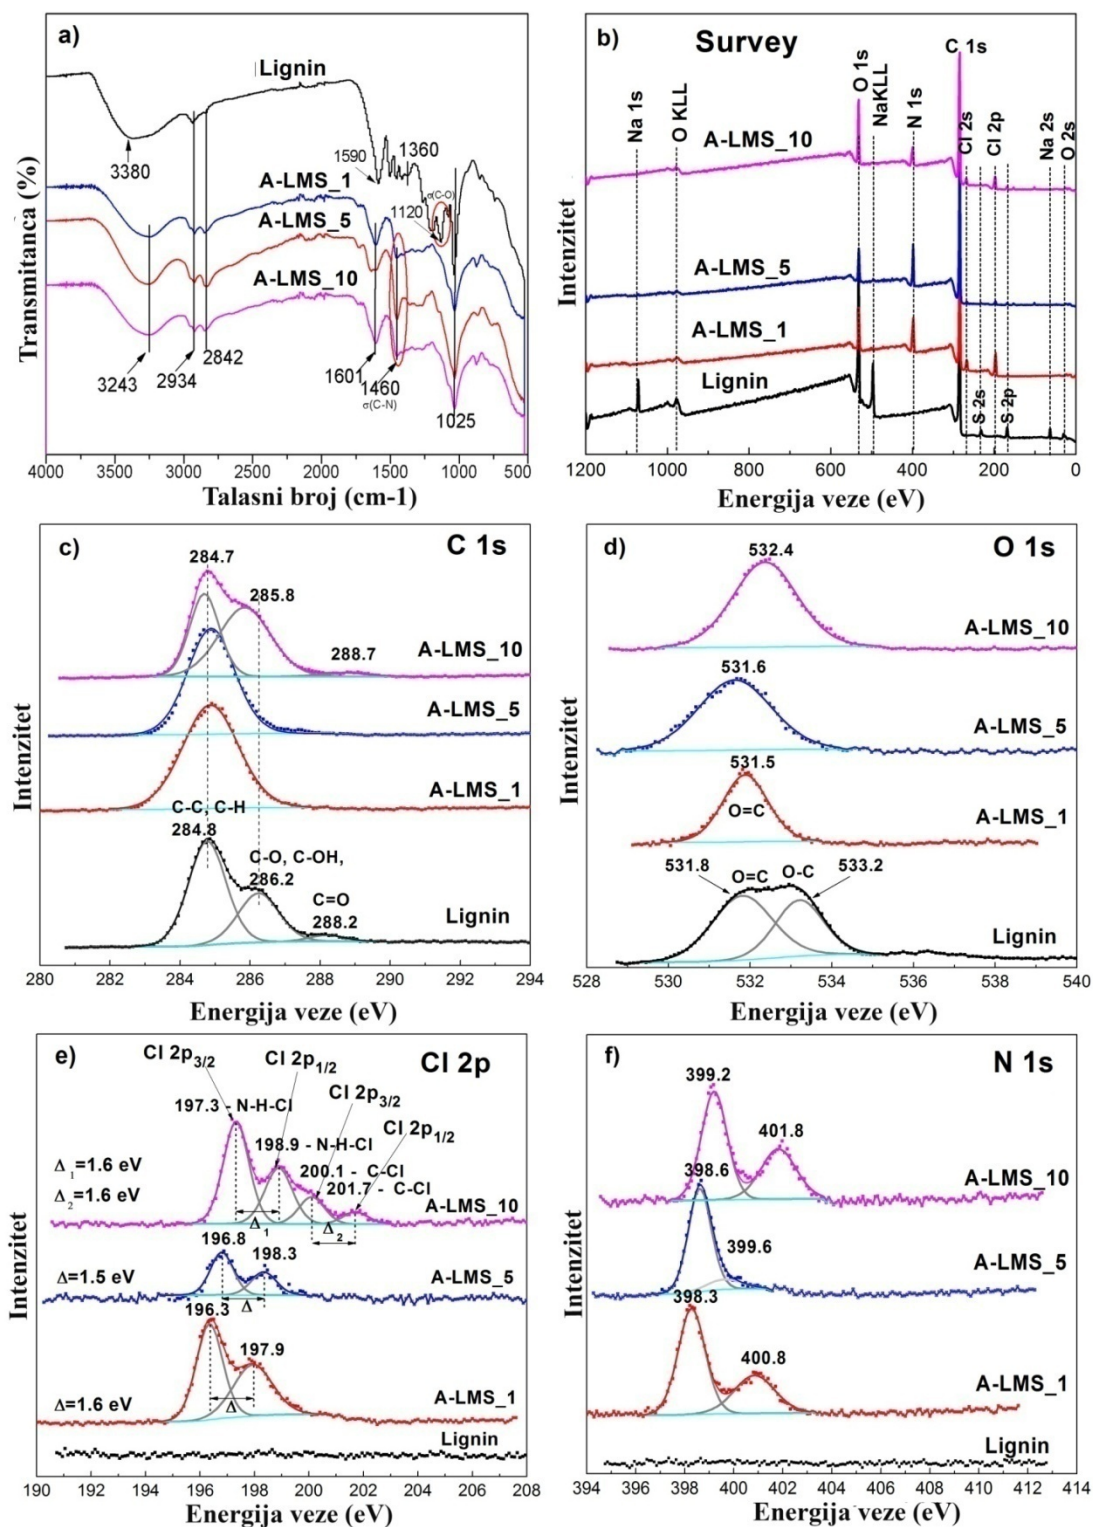 a)
Lignin
3380
1590
1360
A-LMS_1
σ(C-O)
1120
A-LMS_5
A-LMS_10
3243
2934
2842
1601
1460
σ(C-N)
1025
Transmitanca (%)
4000 3500 3000 2500 2000 1500 1000 500
Talasni broj (cm-1)
b)
Survey
Na 1s
O KLL
O 1s
NaKLL
N 1s
C 1s
Cl 2s
Cl 2p
Na 2s
O 2s
A-LMS_10
A-LMS_5
A-LMS_1
Lignin
S 2s
S 2p
Intenzitet
1200 1000 800 600 400 200 0
Energija veze (eV)
c)
C 1s
284.7
285.8
288.7
A-LMS_10
A-LMS_5
A-LMS_1
C-C, C-H
284.8
C-O, C-OH,
286.2
C=O
288.2
Lignin
Intenzitet
280 282 284 286 288 290 292 294
Energija veze (eV)
d)
O 1s
532.4
A-LMS_10
531.6
A-LMS_5
531.5
O=C
A-LMS_1
531.8
O=C
O-C
533.2
Lignin
Intenzitet
528 530 532 534 536 538 540
Energija veze (eV)
e)
Cl 2p3/2
Cl 2p1/2
Cl 2p
Cl 2p3/2
Cl 2p1/2
197.3 - N-H-Cl
198.9 - N-H-Cl
200.1 - C-Cl
201.7 - C-Cl
Δ1=1.6 eV
Δ2=1.6 eV
A-LMS_10
Δ1
Δ2
196.8
198.3
Δ=1.5 eV
A-LMS_5
Δ
196.3
197.9
Δ=1.6 eV
Δ
A-LMS_1
Lignin
Intenzitet
190 192 194 196 198 200 202 204 206 208
Energija veze (eV)
f)
N 1s
399.2
401.8
A-LMS_10
398.6
399.6
A-LMS_5
398.3
400.8
A-LMS_1
Lignin
Intenzitet
394 396 398 400 402 404 406 408 410 412 414
Energija veze (eV)